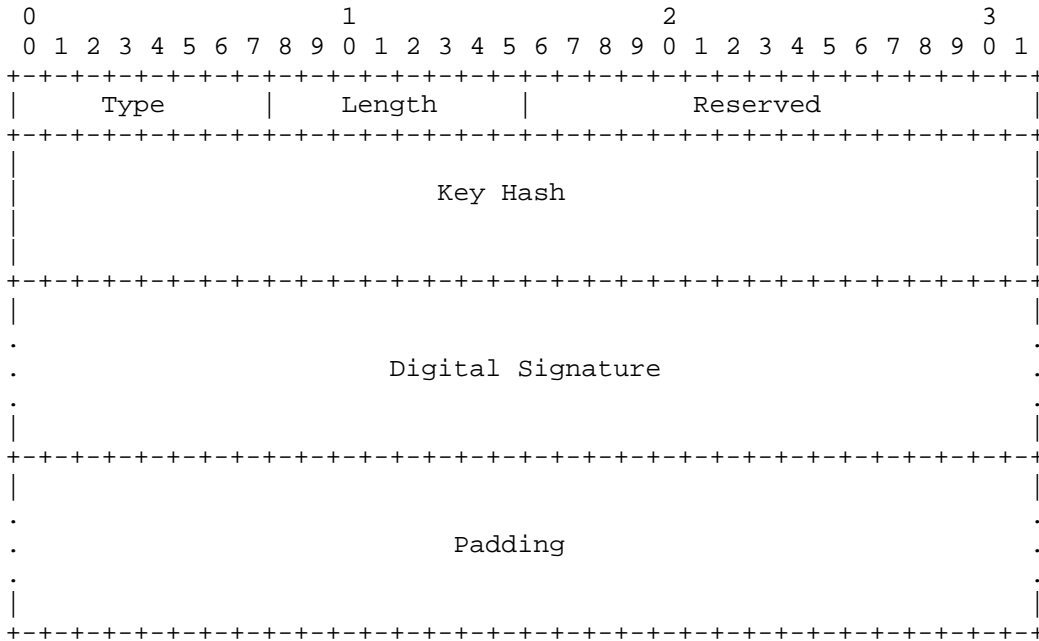 0                   1                   2                   3
 0 1 2 3 4 5 6 7 8 9 0 1 2 3 4 5 6 7 8 9 0 1 2 3 4 5 6 7 8 9 0 1
+-+-+-+-+-+-+-+-+-+-+-+-+-+-+-+-+-+-+-+-+-+-+-+-+-+-+-+-+-+-+-+-+
|     Type      |    Length     |          Reserved             |
+-+-+-+-+-+-+-+-+-+-+-+-+-+-+-+-+-+-+-+-+-+-+-+-+-+-+-+-+-+-+-+-+
|                                                               |
|                          Key Hash                             |
|                                                               |
|                                                               |
+-+-+-+-+-+-+-+-+-+-+-+-+-+-+-+-+-+-+-+-+-+-+-+-+-+-+-+-+-+-+-+-+
|                                                               |
.                                                               .
.                       Digital Signature                       .
.                                                               .
|                                                               |
+-+-+-+-+-+-+-+-+-+-+-+-+-+-+-+-+-+-+-+-+-+-+-+-+-+-+-+-+-+-+-+-+
|                                                               |
.                                                               .
.                           Padding                             .
.                                                               .
|                                                               |
+-+-+-+-+-+-+-+-+-+-+-+-+-+-+-+-+-+-+-+-+-+-+-+-+-+-+-+-+-+-+-+-+